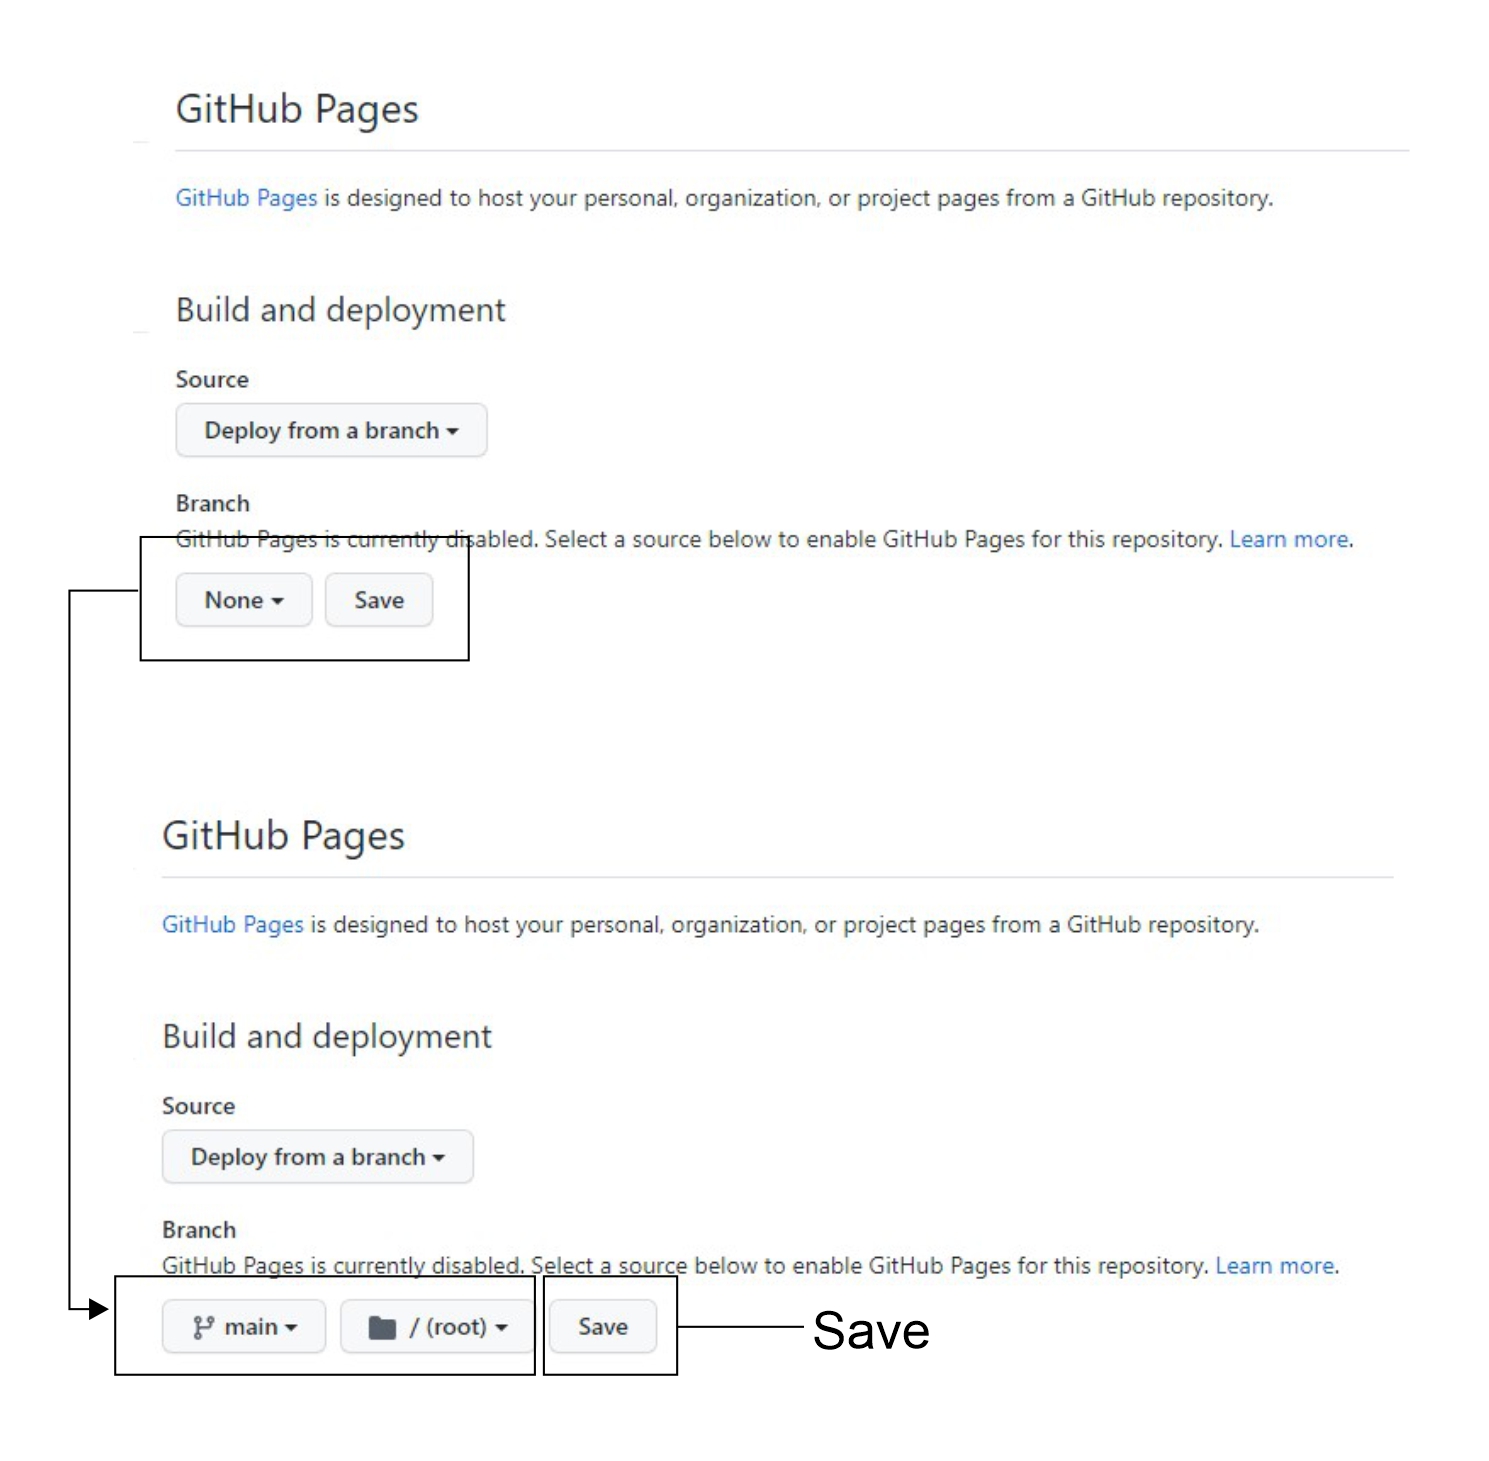 GitHub Pages
GitHub Pages is designed to host your personal, organization, or project pages from a GitHub repository.
Build and deployment
Source
Deploy from a branch
Branch
GitHub Pages is currently disabled. Select a source below to enable GitHub Pages for this repository. Learn more.
None Save
GitHub Pages
GitHub Pages is designed to host your personal, organization, or project pages from a GitHub repository.
Build and deployment
Source
Deploy from a branch
Branch
GitHub Pages is currently disabled. Select a source below to enable GitHub Pages for this repository. Learn more.
main / (root) Save Save